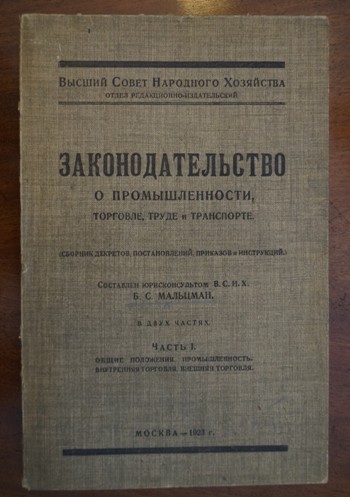 Высший Совет Народного Хозяйства
ОТДЕЛ РЕДАКЦИОННО-ИЗДАТЕЛЬСКИЙ
ЗАКОНОДАТЕЛЬСТВО
О ПРОМЫШЛЕННОСТИ,
ТОРГОВЛЕ, ТРУДЕ и ТРАНСПОРТЕ
(СБОРНИК ДЕКРЕТОВ, ПОСТАНОВЛЕНИЙ, ПРИКАЗОВ и ИНСТРУКЦИЙ.)
Составлен юрисконсультом В. С. Н. Х.
Б. С. МАЛЬЦМАН.
В ДВУХ ЧАСТЯХ.
Часть I.
ОБЩИЕ ПОЛОЖЕНИЯ. ПРОМЫШЛЕННОСТЬ.
ВНУТРЕННЯЯ ТОРГОВЛЯ. ВНЕШНЯЯ ТОРГОВЛЯ.
МОСКВА—1923 г.